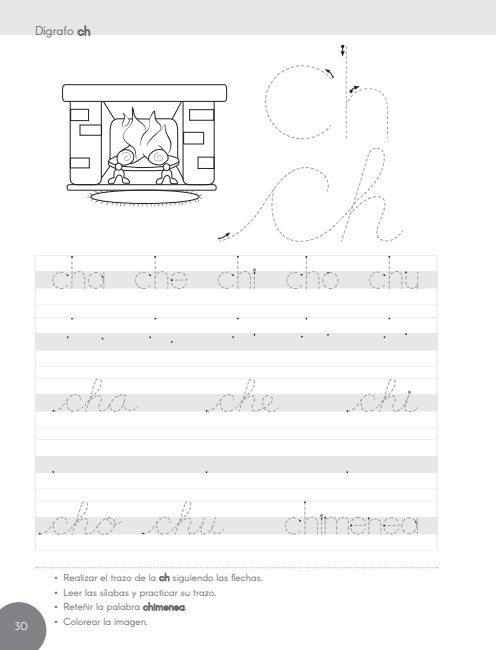 Dígrafo ch
ch
ch
cha che chi cho chu
cha che chi
cho chu chimenea
• Realizar el trazo de la ch siguiendo las flechas.
• Leer las sílabas y practicar su trazo.
• Reteñir la palabra chimenea.
• Colorear la imagen.
30